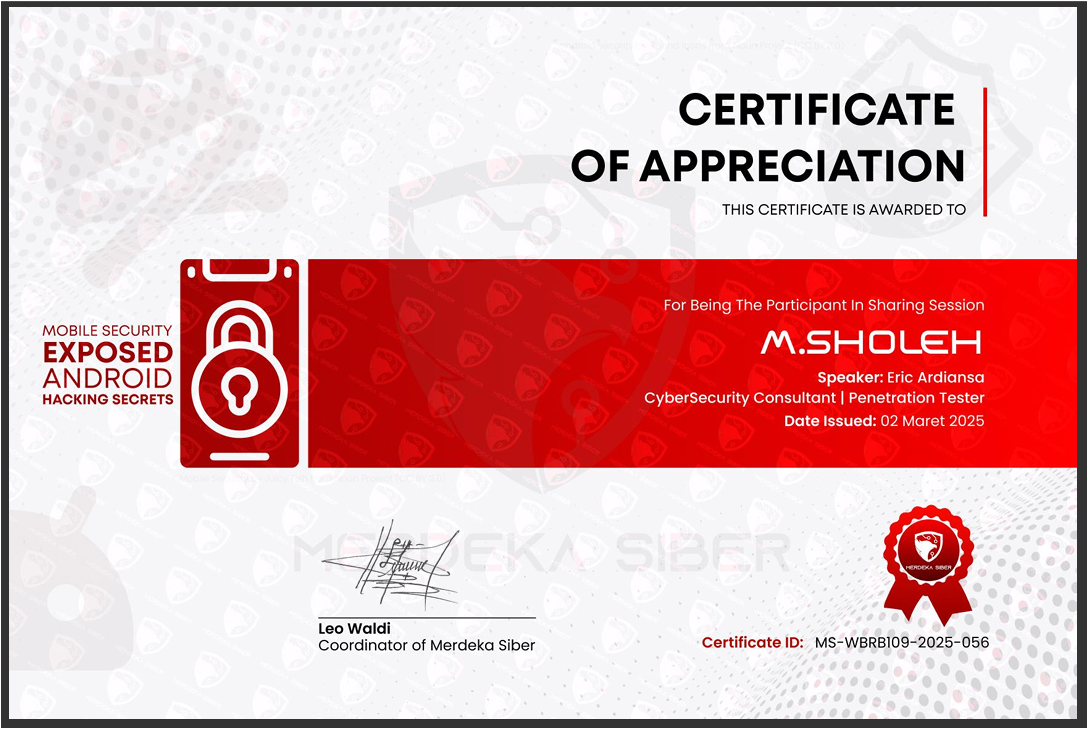 CERTIFICATE
OF APPRECIATION
THIS CERTIFICATE IS AWARDED TO
MOBILE SECURITY
EXPOSED
ANDROID
HACKING SECRETS
For Being The Participant In Sharing Session
M.SHOLEH
Speaker: Eric Ardiansa
CyberSecurity Consultant | Penetration Tester
Date Issued: 02 Maret 2025
MERDEKA SIBER
MERDEKA SIBER
Leo Waldi
Coordinator of Merdeka Siber
Certificate ID: MS-WBRB109-2025-056